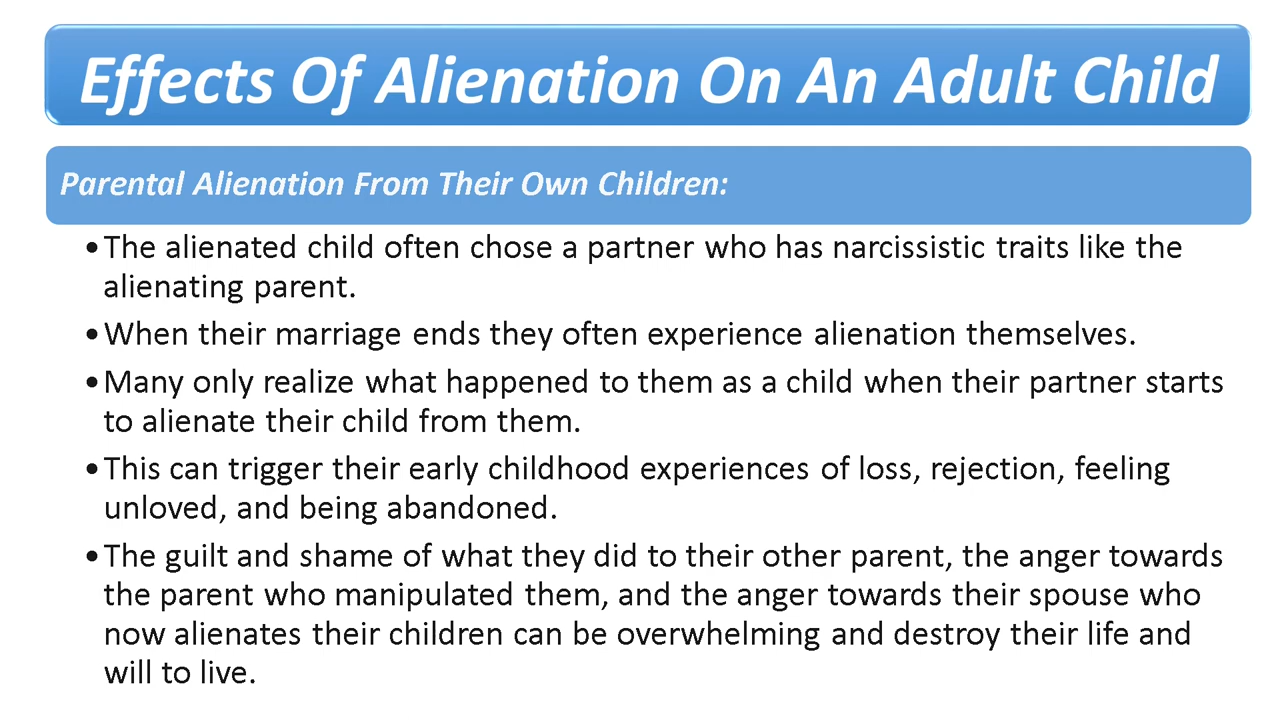 Effects Of Alienation On An Adult Child
Parental Alienation From Their Own Children:
•The alienated child often chose a partner who has narcissistic traits like the
alienating parent.
•When their marriage ends they often experience alienation themselves.
•Many only realize what happened to them as a child when their partner starts
to alienate their child from them.
•This can trigger their early childhood experiences of loss, rejection, feeling
unloved, and being abandoned.
•The guilt and shame of what they did to their other parent, the anger towards
the parent who manipulated them, and the anger towards their spouse who
now alienates their children can be overwhelming and destroy their life and
will to live.